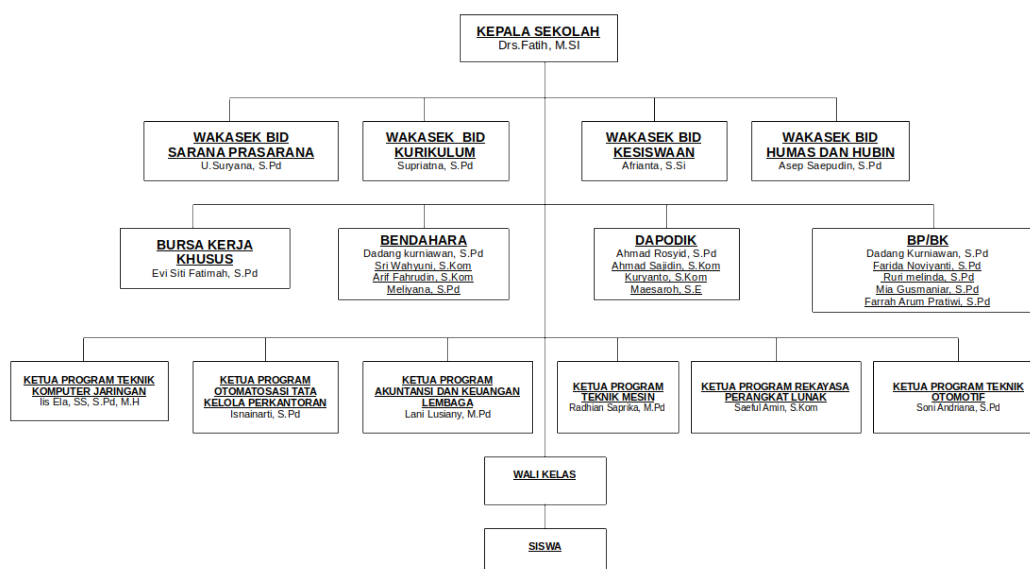 KEPALA SEKOLAH
Drs.Fatih, M.SI
WAKASEK BID
SARANA PRASARANA
U.Suryana, S.Pd
WAKASEK BID
KURIKULUM
Supriatna, S.Pd
WAKASEK BID
KESISWAAN
Afrianta, S.Si
WAKASEK BID
HUMAS DAN HUBIN
Asep Saepudin, S.Pd
BURSA KERJA
KHUSUS
Evi Siti Fatimah, S.Pd
BENDAHARA
Dadang kurniawan, S.Pd
Sri Wahyuni, S.Kom
Arif Fahrudin, S.Kom
Meliyana, S.Pd
DAPODIK
Ahmad Rosyid, S.Pd
Ahmad Sajidin, S.Kom
Kuryanto, S.Kom
Maesaroh, S.E
BP/BK
Dadang Kurniawan, S.Pd
Farida Noviyanti, S.Pd
Ruri melinda, S.Pd
Mia Gusmaniar, S.Pd
Farrah Arum Pratiwi, S.Pd
KETUA PROGRAM TEKNIK
KOMPUTER JARINGAN
Iis Ela, SS, S.Pd, M.H
KETUA PROGRAM
OTOMATOSASI TATA
KELOLA PERKANTORAN
Isnainarti, S.Pd
KETUA PROGRAM
AKUNTANSI DAN KEUANGAN
LEMBAGA
Lani Lusiany, M.Pd
KETUA PROGRAM
TEKNIK MESIN
Radhian Saprika, M.Pd
KETUA PROGRAM REKAYASA
PERANGKAT LUNAK
Saeful Amin, S.Kom
KETUA PROGRAM TEKNIK
OTOMOTIF
Soni Andriana, S.Pd
WALI KELAS
SISWA